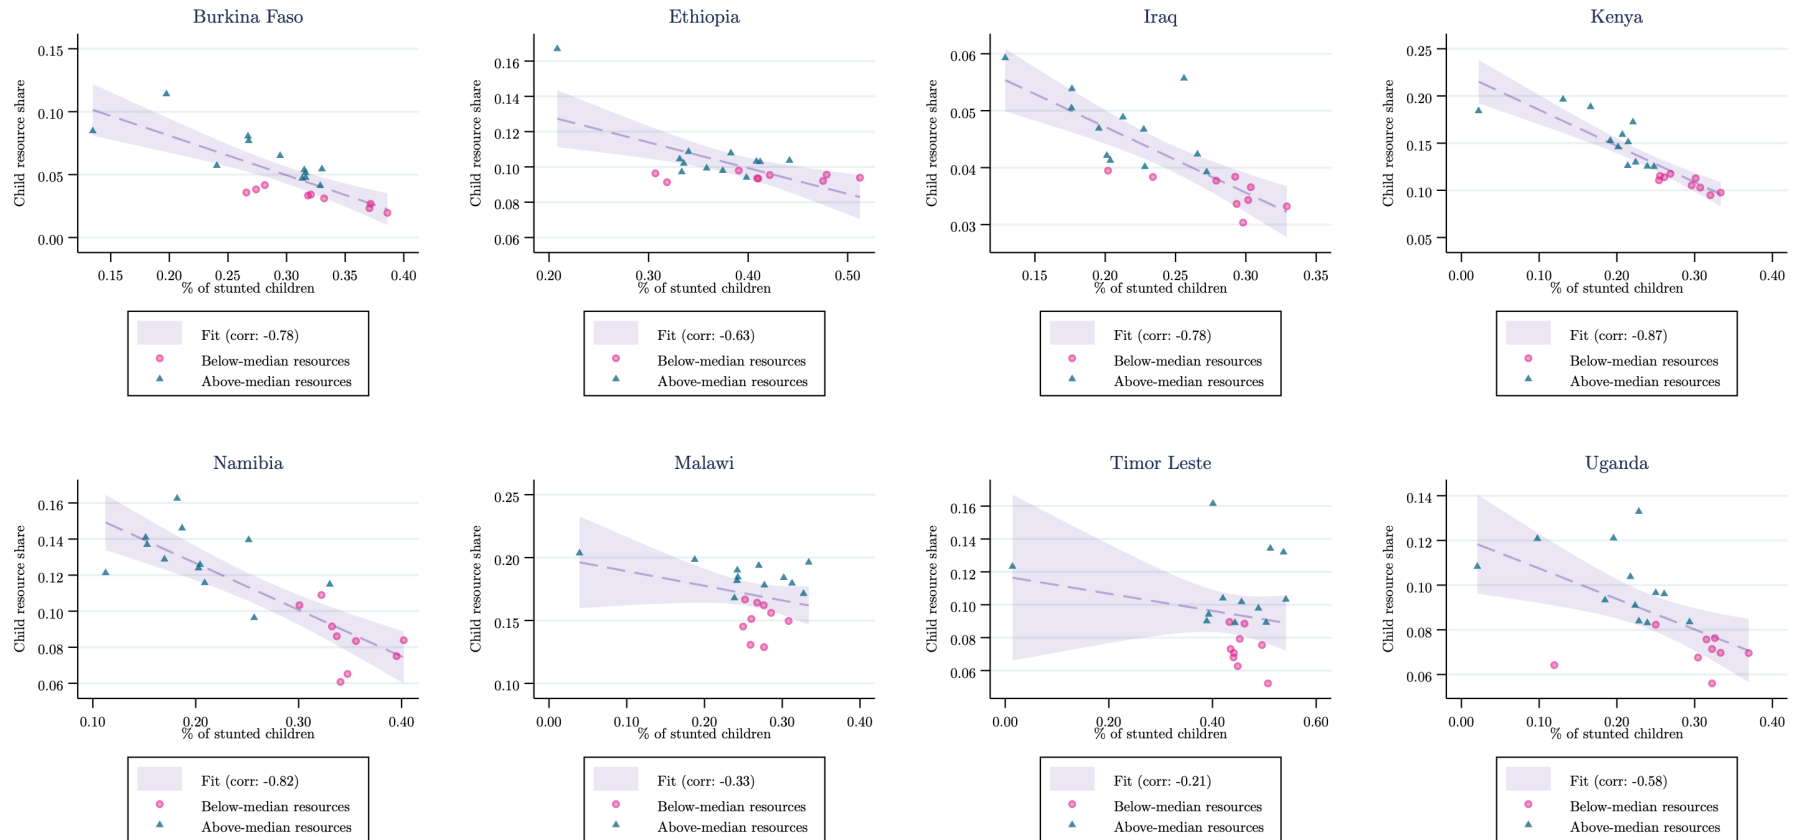 Burkina Faso
Child resource share
0.15
0.10
0.05
0.00
0.15 0.20 0.25 0.30 0.35 0.40
% of stunted children
Fit (corr: -0.78)
Below-median resources
Above-median resources
Ethiopia
Child resource share
0.16
0.14
0.12
0.10
0.08
0.06
0.20 0.30 0.40 0.50
% of stunted children
Fit (corr: -0.63)
Below-median resources
Above-median resources
Iraq
Child resource share
0.06
0.05
0.04
0.03
0.15 0.20 0.25 0.30 0.35
% of stunted children
Fit (corr: -0.78)
Below-median resources
Above-median resources
Kenya
Child resource share
0.25
0.20
0.15
0.10
0.05
0.00 0.10 0.20 0.30 0.40
% of stunted children
Fit (corr: -0.87)
Below-median resources
Above-median resources
Namibia
Child resource share
0.16
0.14
0.12
0.10
0.08
0.06
0.10 0.20 0.30 0.40
% of stunted children
Fit (corr: -0.82)
Below-median resources
Above-median resources
Malawi
Child resource share
0.25
0.20
0.15
0.10
0.00 0.10 0.20 0.30 0.40
% of stunted children
Fit (corr: -0.33)
Below-median resources
Above-median resources
Timor Leste
Child resource share
0.16
0.14
0.12
0.10
0.08
0.06
0.00 0.20 0.40 0.60
% of stunted children
Fit (corr: -0.21)
Below-median resources
Above-median resources
Uganda
Child resource share
0.14
0.12
0.10
0.08
0.06
0.00 0.10 0.20 0.30 0.40
% of stunted children
Fit (corr: -0.58)
Below-median resources
Above-median resources